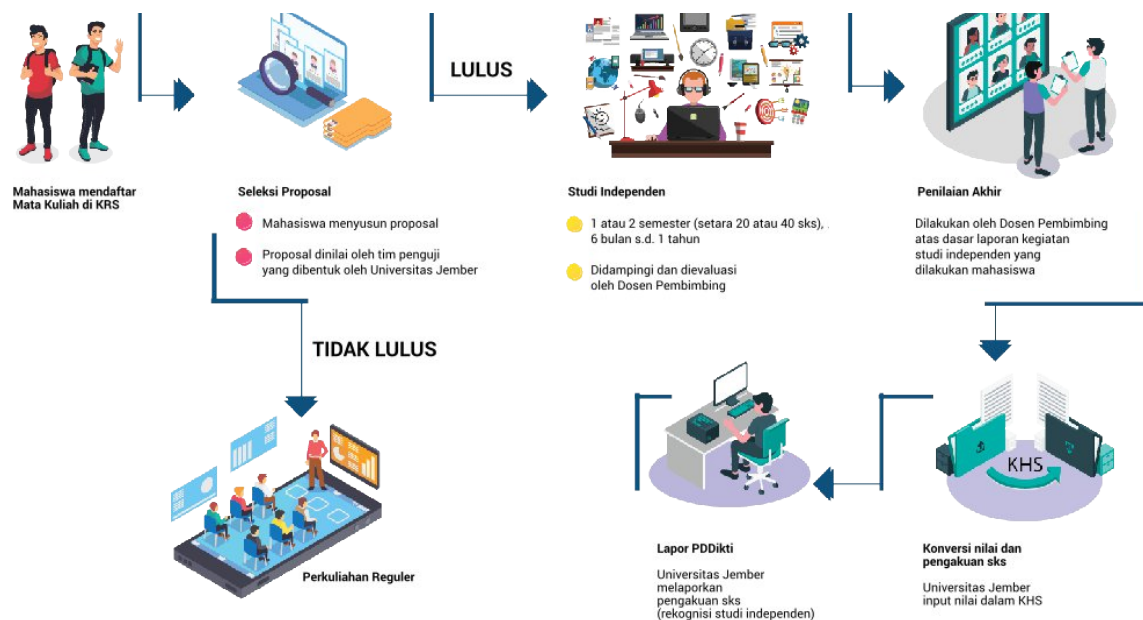 LULUS
Mahasiswa mendaftar
Mata Kuliah di KRS
Seleksi Proposal
Mahasiswa menyusun proposal
Proposal dinilai oleh tim penguji
yang dibentuk oleh Universitas Jember
Studi Independen
1 atau 2 semester (setara 20 atau 40 sks),
6 bulan s.d. 1 tahun
Didampingi dan dievaluasi
oleh Dosen Pembimbing
Penilaian Akhir
Dilakukan oleh Dosen Pembimbing
atas dasar laporan kegiatan
studi independen yang
dilakukan mahasiswa
TIDAK LULUS
Perkuliahan Reguler
KHS
Konversi nilai dan
pengakuan sks
Universitas Jember
input nilai dalam KHS
Lapor PDDikti
Universitas Jember
melaporkan
pengakuan sks
(rekognisi studi independen)